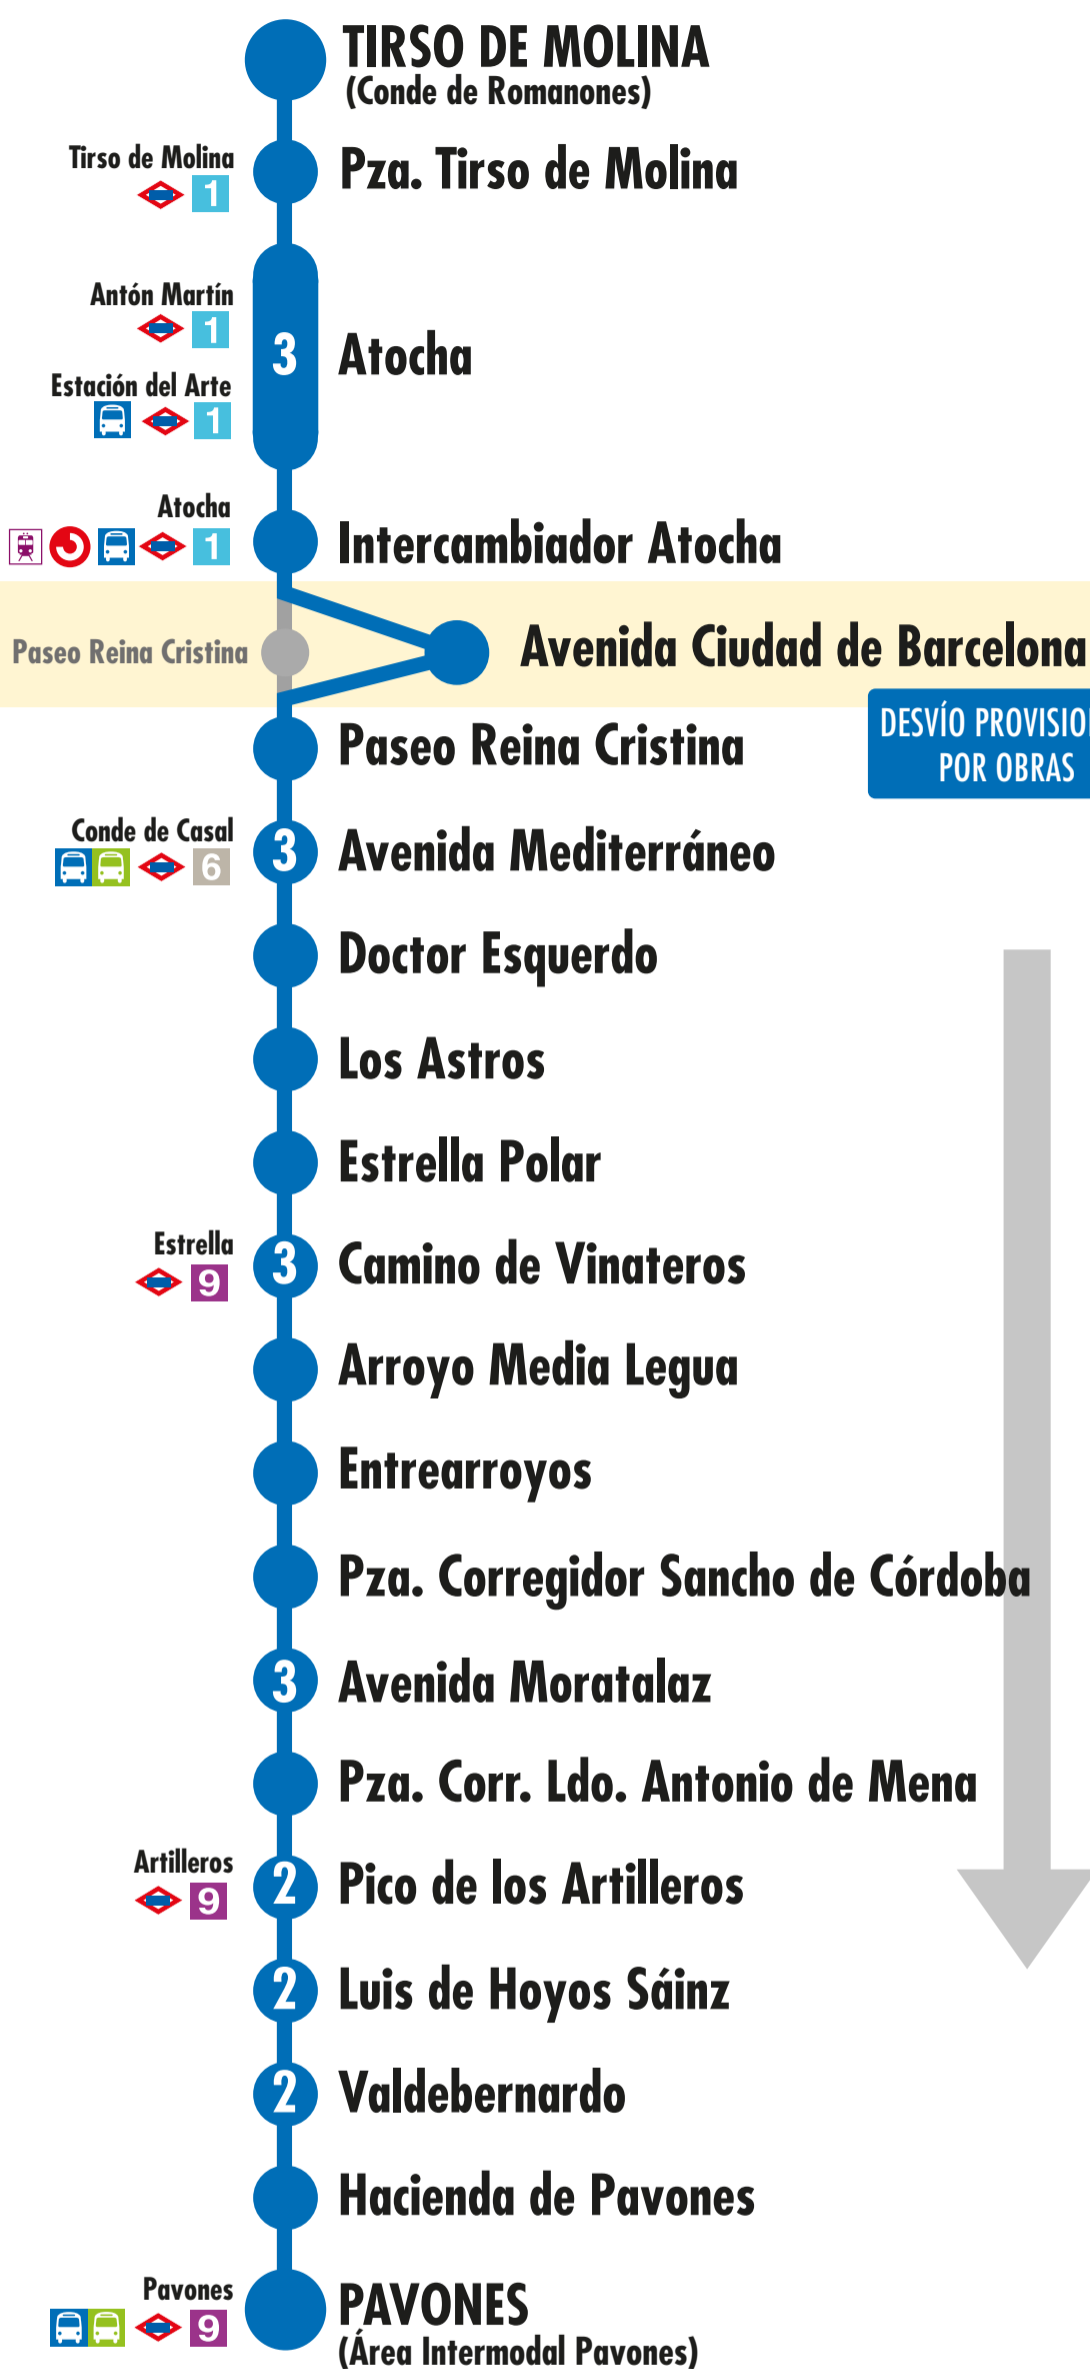 TIRSO DE MOLINA
(Conde de Romanones)
Tirso de Molina
1
Pza. Tirso de Molina
Antón Martín
1
3
Atocha
Estación del Arte
1
Atocha
1
Intercambiador Atocha
Paseo Reina Cristina
Avenida Ciudad de Barcelona
DESVÍO PROVISIO
POR OBRAS
Paseo Reina Cristina
Conde de Casal
6
3
Avenida Mediterráneo
Doctor Esquerdo
Los Astros
Estrella Polar
Estrella
9
3
Camino de Vinateros
Arroyo Media Legua
Entrearroyos
Pza. Corregidor Sancho de Córdoba
3
Avenida Moratalaz
Pza. Corr. Ldo. Antonio de Mena
Artilleros
9
2
Pico de los Artilleros
2
Luis de Hoyos Sáinz
2
Valdebernardo
Hacienda de Pavones
Pavones
9
PAVONES
(Área Intermodal Pavones)